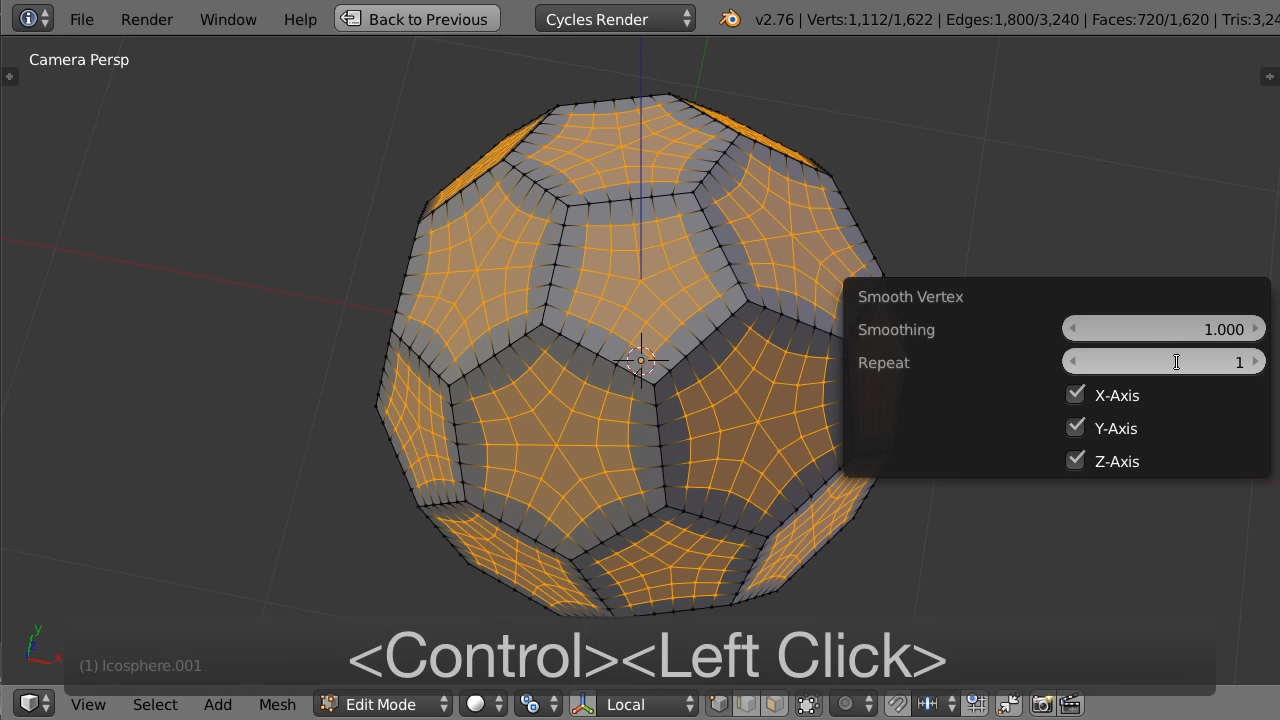 File Render Window Help Back to Previous Cycles Render v2.76 | Verts:1,112/1,622 | Edges:1,800/3,240 | Faces:720/1,620 | Tris:3,24
Camera Persp
Smooth Vertex
Smoothing 1.000
Repeat 1
X-Axis
Y-Axis
Z-Axis
y
z
x
(1) Icosphere.001
<Control><Left Click>
View Select Add Mesh Edit Mode Local